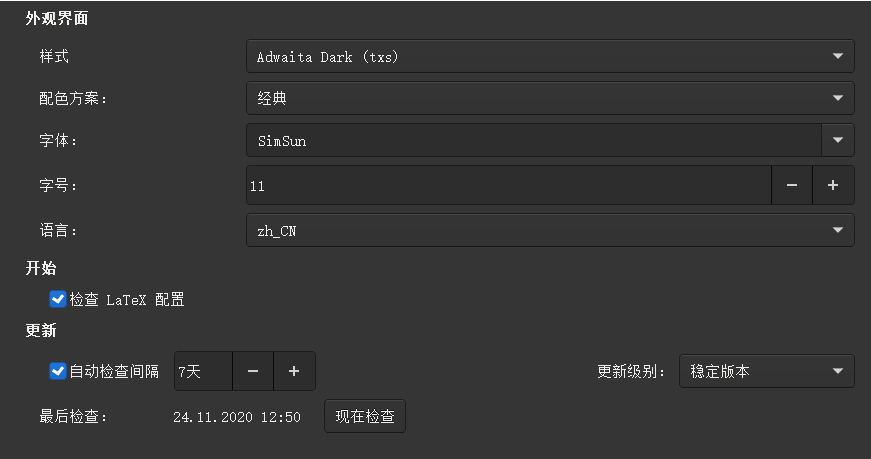 外观界面
样式 Adwaita Dark (txs)
配色方案： 经典
字体： SimSun
字号： 11
语言： zh_CN
开始
检查 LaTeX 配置
更新
自动检查间隔 7天 更新级别： 稳定版本
最后检查： 24.11.2020 12:50 现在检查